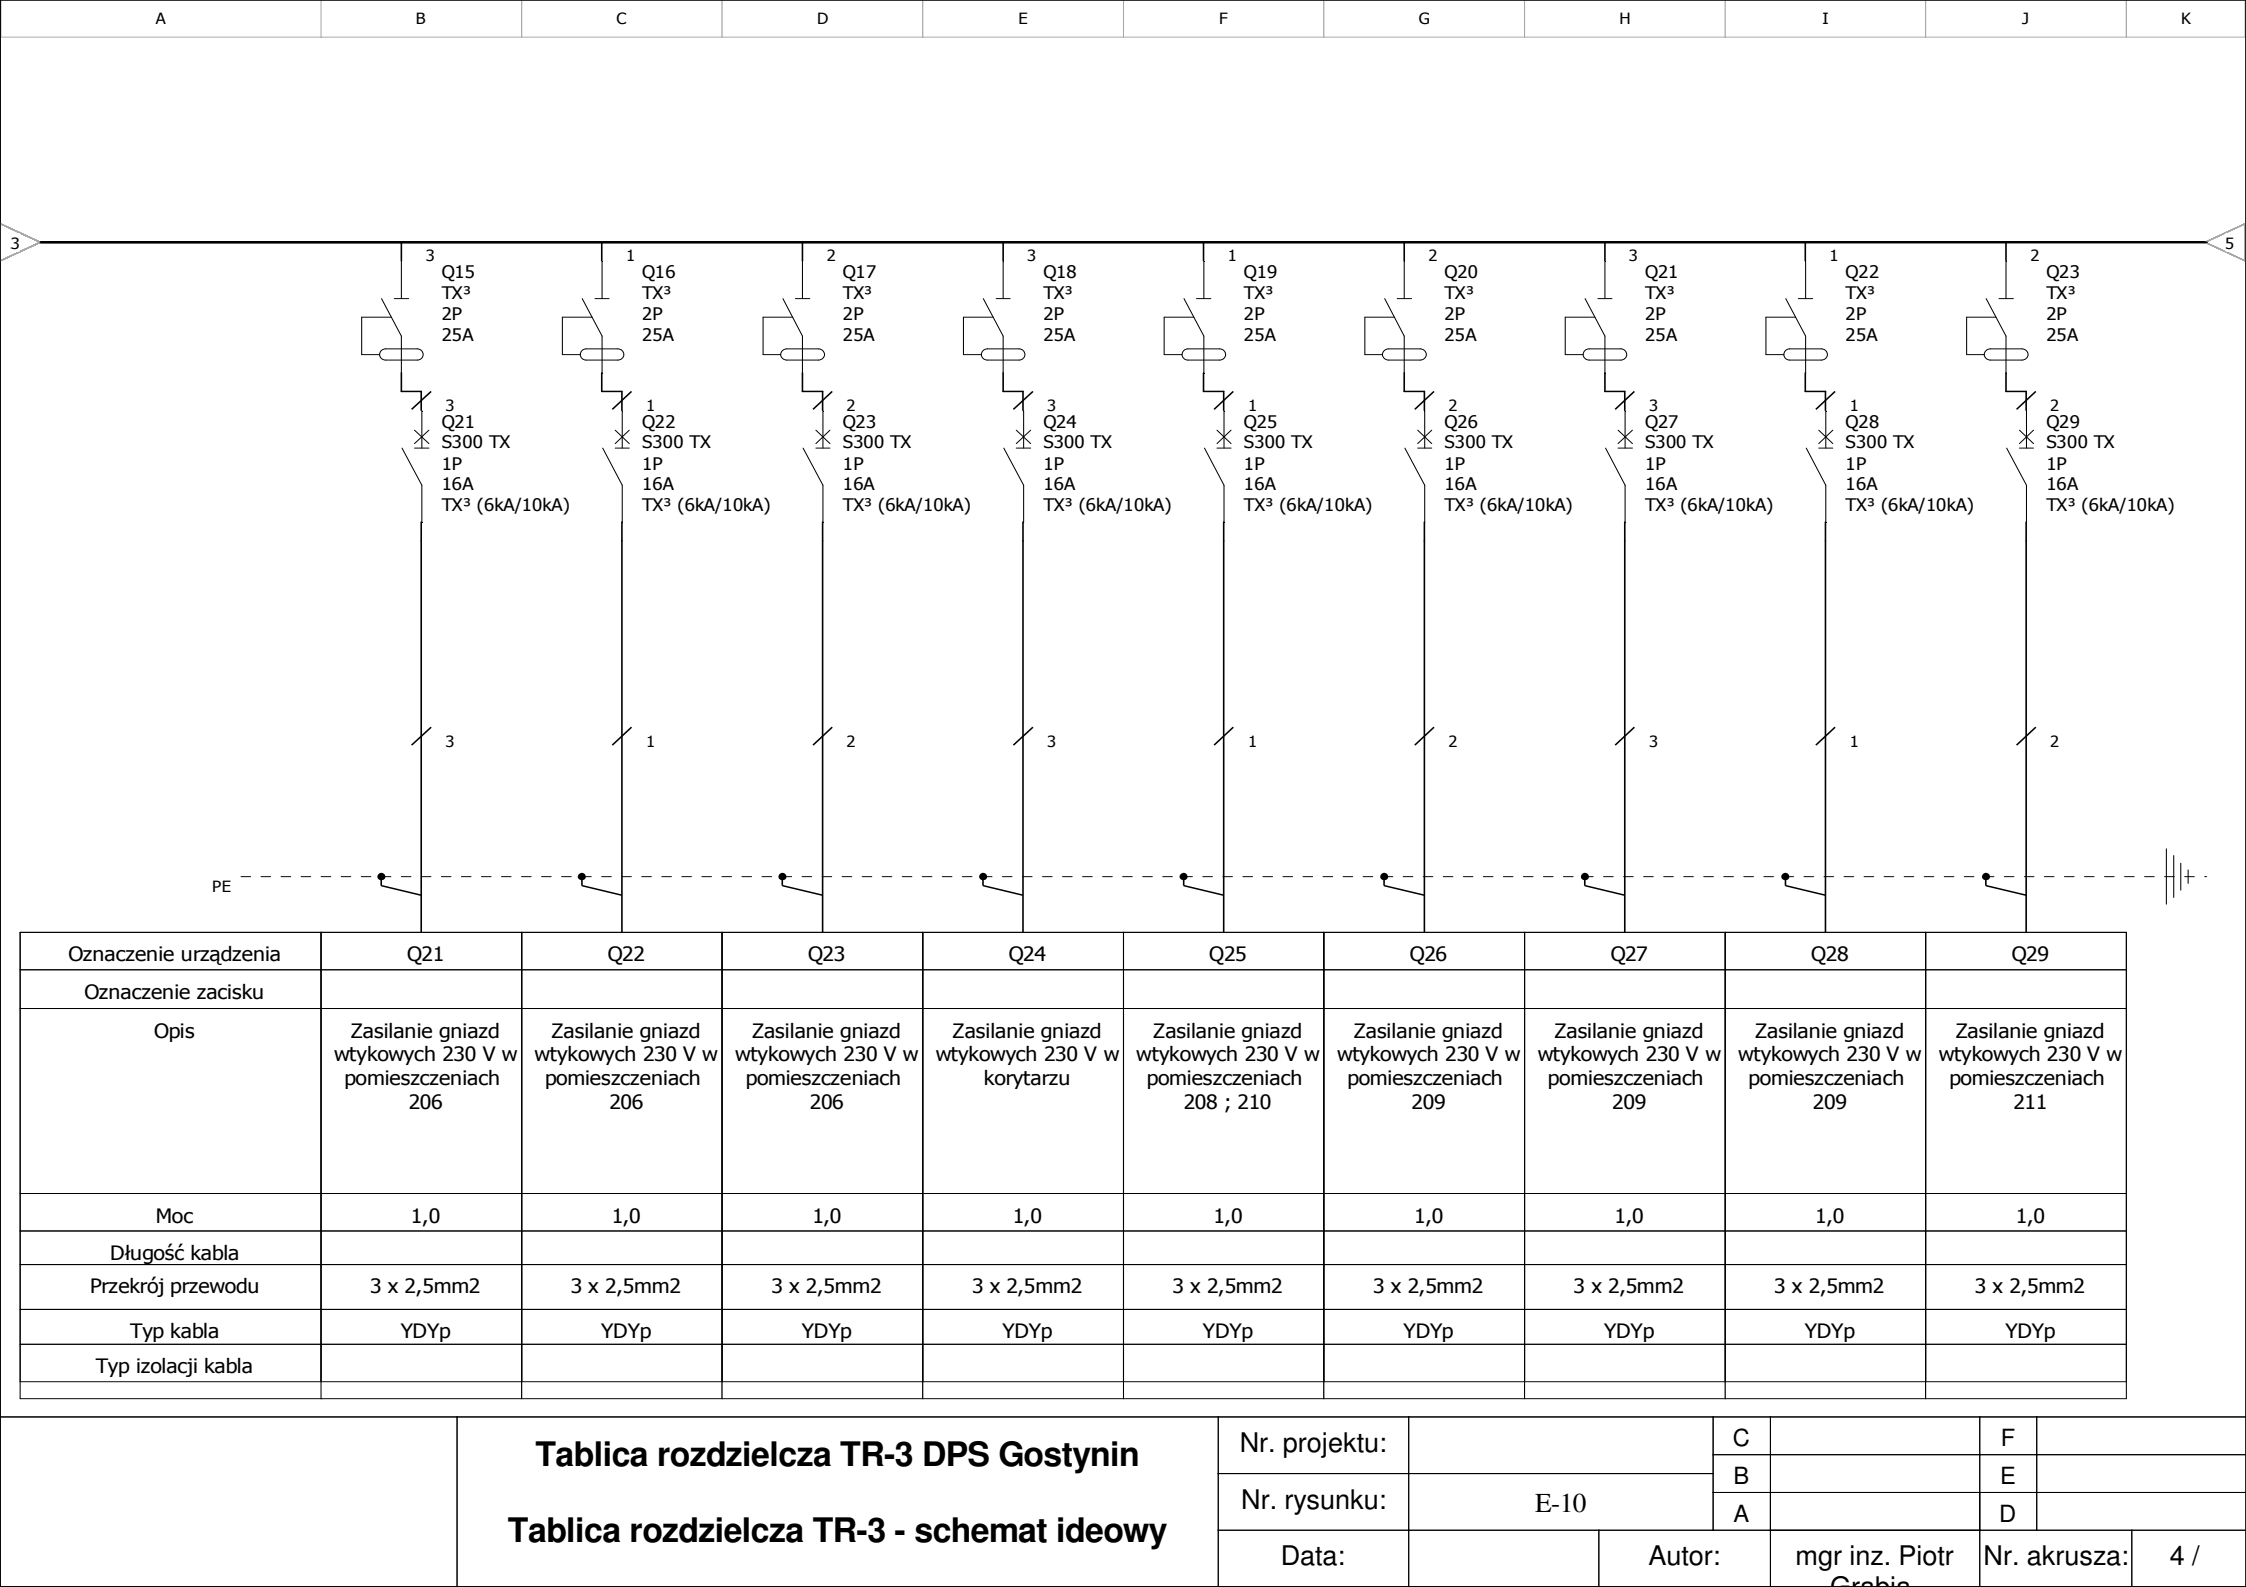 A B C D E F G H I J K
3 5
3 1 2 3 1 2 3 1 2
Q15 Q16 Q17 Q18 Q19 Q20 Q21 Q22 Q23
TX³ TX³ TX³ TX³ TX³ TX³ TX³ TX³ TX³
2P 2P 2P 2P 2P 2P 2P 2P 2P
25A 25A 25A 25A 25A 25A 25A 25A 25A
3 1 2 3 1 2 3 1 2
Q21 Q22 Q23 Q24 Q25 Q26 Q27 Q28 Q29
S300 TX S300 TX S300 TX S300 TX S300 TX S300 TX S300 TX S300 TX S300 TX
1P 1P 1P 1P 1P 1P 1P 1P 1P
16A 16A 16A 16A 16A 16A 16A 16A 16A
TX³ (6kA/10kA) TX³ (6kA/10kA) TX³ (6kA/10kA) TX³ (6kA/10kA) TX³ (6kA/10kA) TX³ (6kA/10kA) TX³ (6kA/10kA) TX³ (6kA/10kA) TX³ (6kA/10kA)
3 1 2 3 1 2 3 1 2
PE
Oznaczenie urządzenia Q21 Q22 Q23 Q24 Q25 Q26 Q27 Q28 Q29
Oznaczenie zacisku
Opis Zasilanie gniazd Zasilanie gniazd Zasilanie gniazd Zasilanie gniazd Zasilanie gniazd Zasilanie gniazd Zasilanie gniazd Zasilanie gniazd Zasilanie gniazd
wtykowych 230 V w wtykowych 230 V w wtykowych 230 V w wtykowych 230 V w wtykowych 230 V w wtykowych 230 V w wtykowych 230 V w wtykowych 230 V w wtykowych 230 V w
pomieszczeniach pomieszczeniach pomieszczeniach korytarzu pomieszczeniach pomieszczeniach pomieszczeniach pomieszczeniach pomieszczeniach
206 206 206 208 ; 210 209 209 209 211
Moc 1,0 1,0 1,0 1,0 1,0 1,0 1,0 1,0 1,0
Długość kabla
Przekrój przewodu 3 x 2,5mm2 3 x 2,5mm2 3 x 2,5mm2 3 x 2,5mm2 3 x 2,5mm2 3 x 2,5mm2 3 x 2,5mm2 3 x 2,5mm2 3 x 2,5mm2
Typ kabla YDYp YDYp YDYp YDYp YDYp YDYp YDYp YDYp YDYp
Typ izolacji kabla
Tablica rozdzielcza TR-3 DPS Gostynin
Tablica rozdzielcza TR-3 - schemat ideowy
Nr. projektu: C F
B E
Nr. rysunku: E-10 A D
Data: Autor: mgr inz. Piotr Nr. akrusza: 4 /